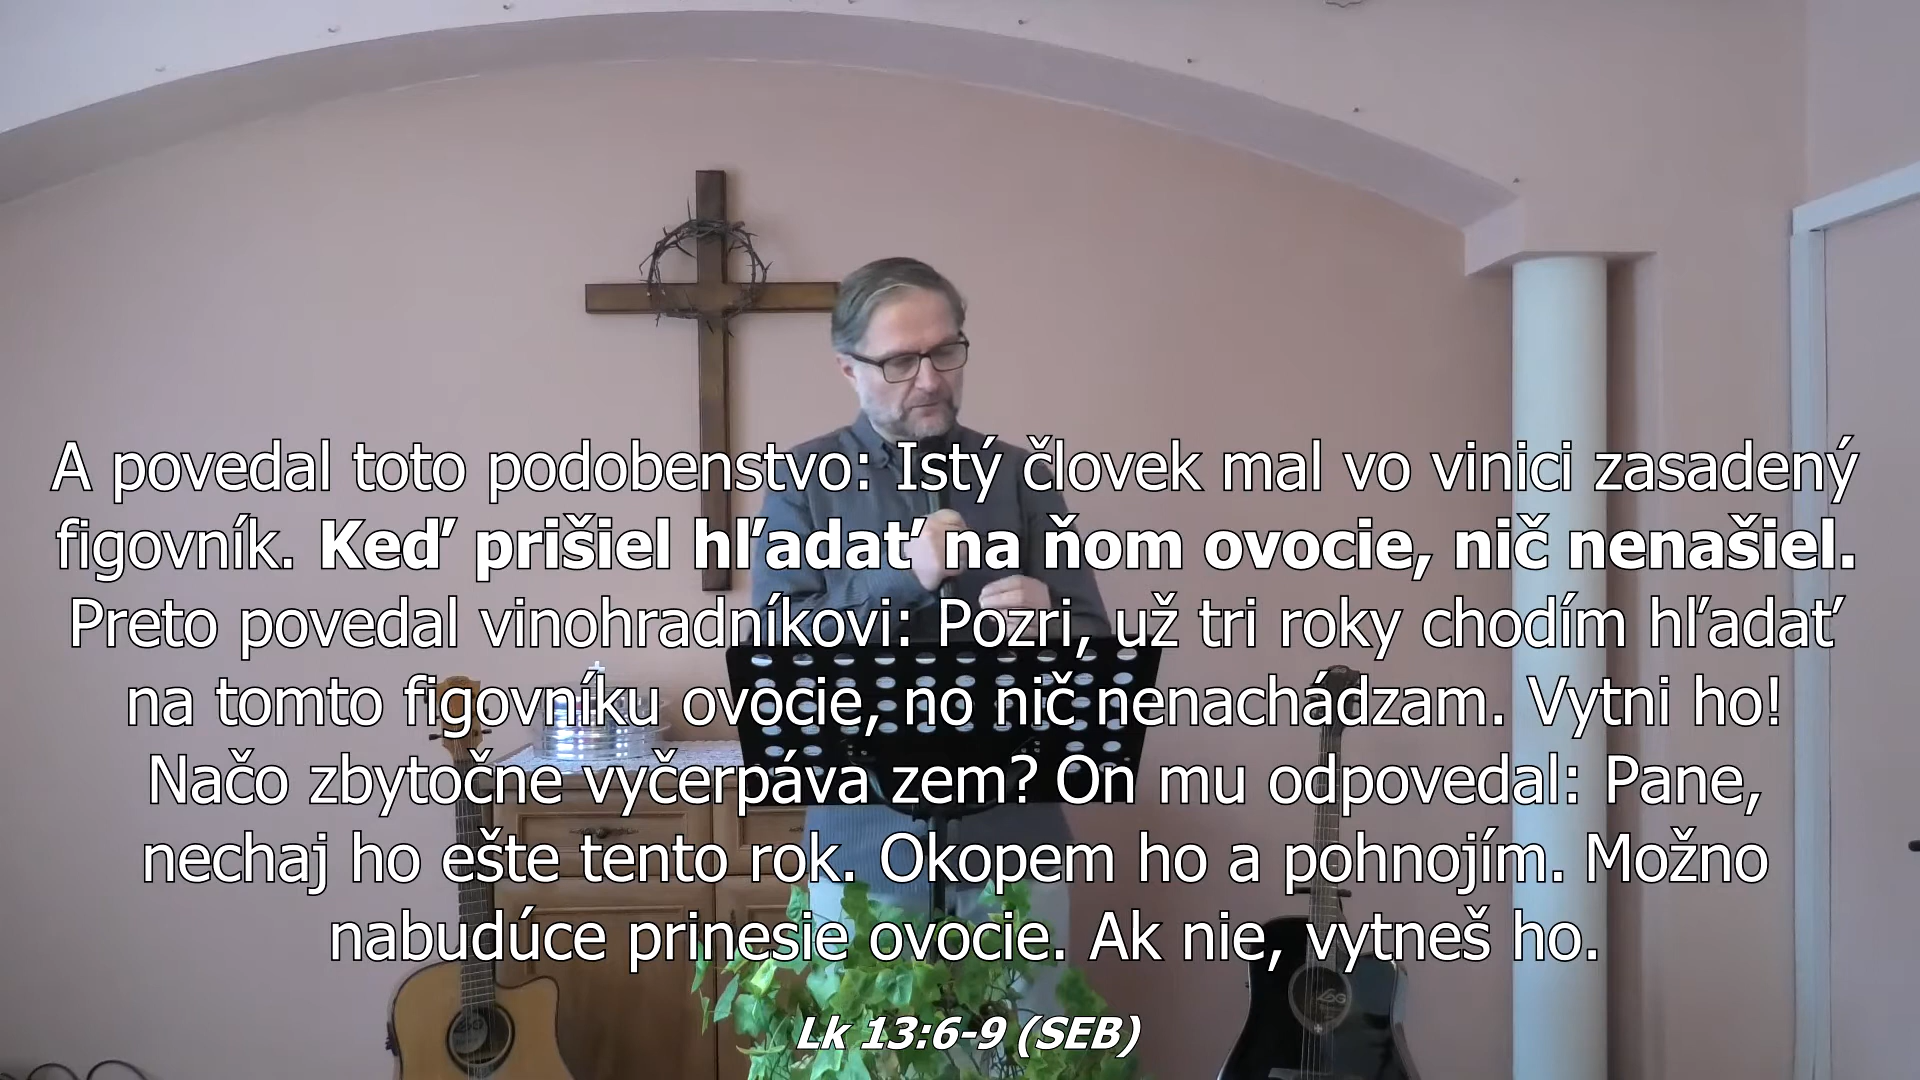 A povedal toto podobenstvo: Istý človek mal vo vinici zasadený
figovník. Keď prišiel hľadať na ňom ovocie, nič nenašiel.
Preto povedal vinohradníkovi: Pozri, už tri roky chodím hľadať
na tomto figovníku ovocie, no nič nenachádzam. Vytni ho!
Načo zbytočne vyčerpáva zem? On mu odpovedal: Pane,
nechaj ho ešte tento rok. Okopem ho a pohnojím. Možno
nabudúce prinesie ovocie. Ak nie, vytneš ho.
Lk 13:6-9 (SEB)